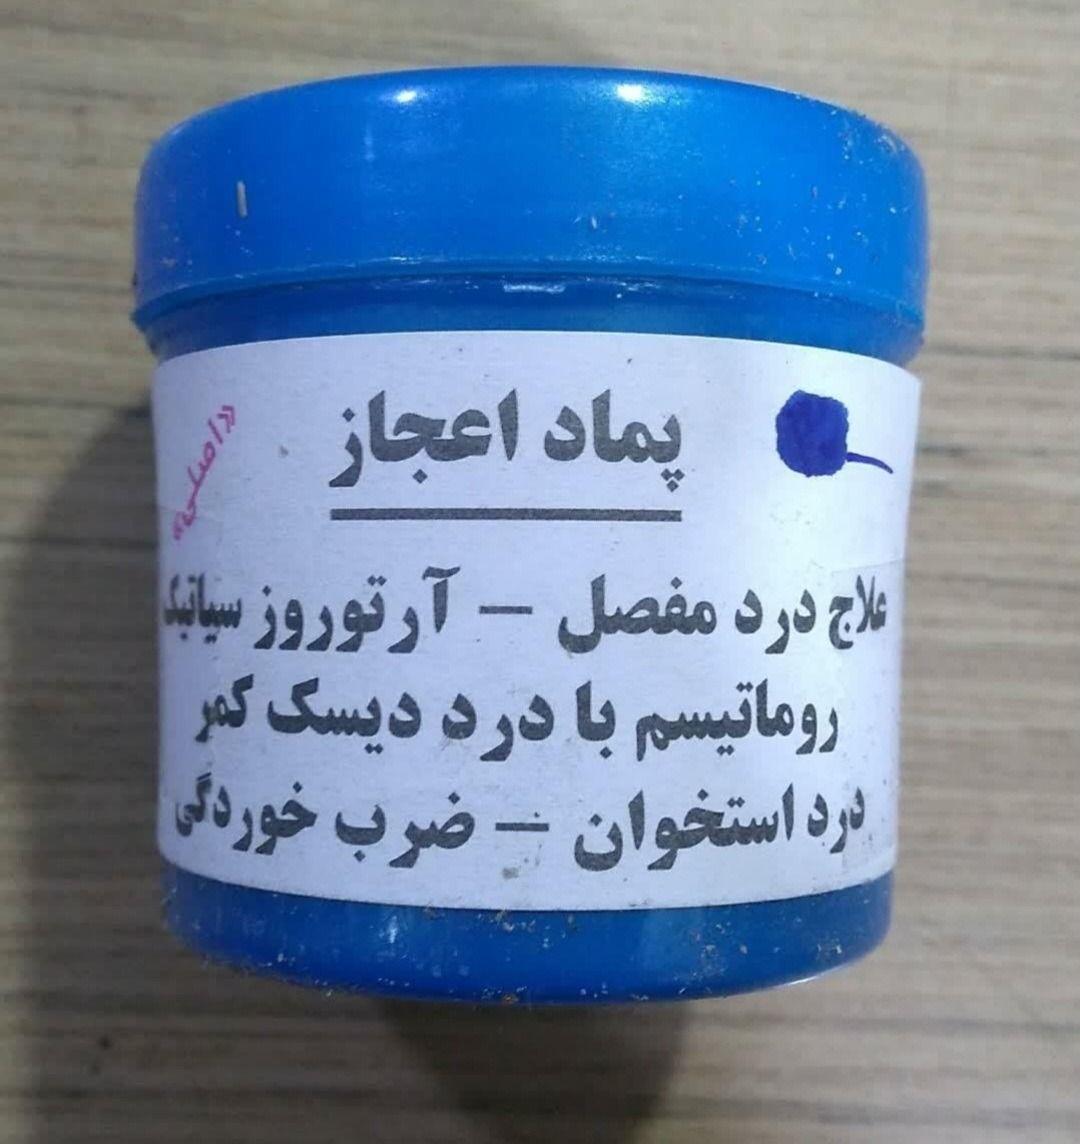 پماد اعجاز
«اصلی»
علاج درد مفصل – آرتوروز سیاتیک
روماتیسم با درد دیسک کمر
درد استخوان – ضرب خوردگی